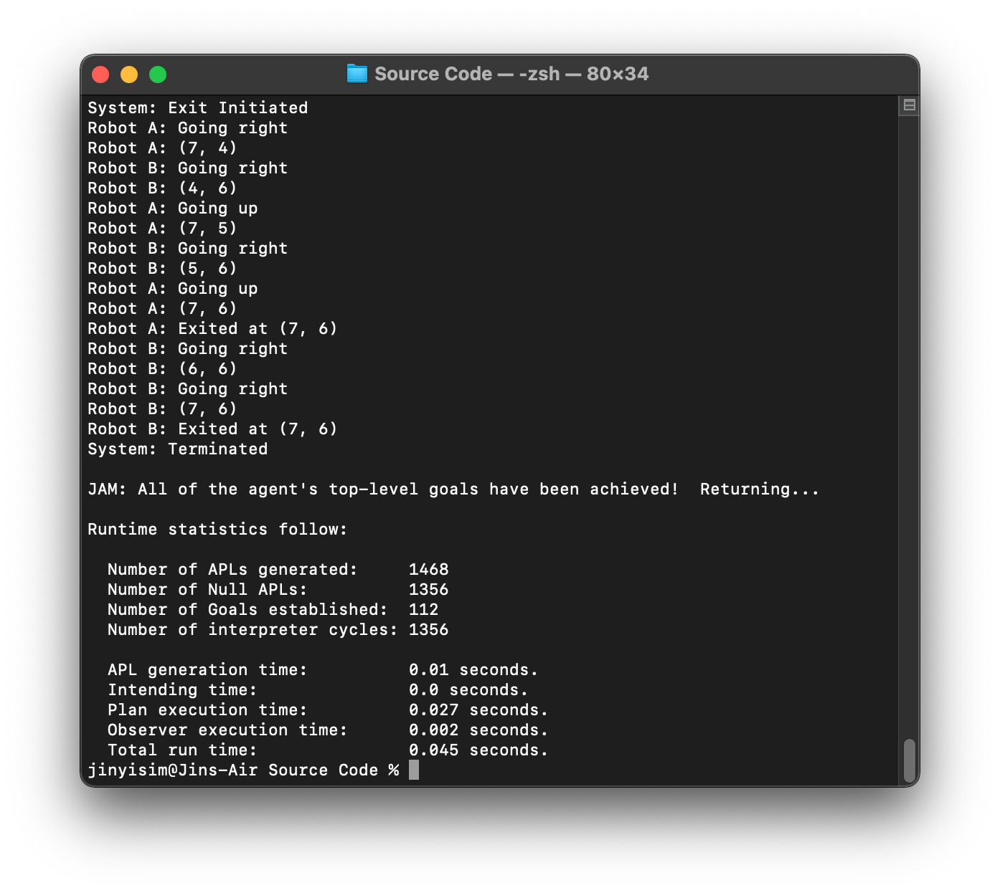 Source Code — -zsh — 80×34
System: Exit Initiated
Robot A: Going right
Robot A: (7, 4)
Robot B: Going right
Robot B: (4, 6)
Robot A: Going up
Robot A: (7, 5)
Robot B: Going right
Robot B: (5, 6)
Robot A: Going up
Robot A: (7, 6)
Robot A: Exited at (7, 6)
Robot B: Going right
Robot B: (6, 6)
Robot B: Going right
Robot B: (7, 6)
Robot B: Exited at (7, 6)
System: Terminated
JAM: All of the agent's top-level goals have been achieved!  Returning...
Runtime statistics follow:
Number of APLs generated:     1468
Number of Null APLs:          1356
Number of Goals established:  112
Number of interpreter cycles: 1356
APL generation time:          0.01 seconds.
Intending time:               0.0 seconds.
Plan execution time:          0.027 seconds.
Observer execution time:      0.002 seconds.
Total run time:               0.045 seconds.
jinyisim@Jins-Air Source Code %